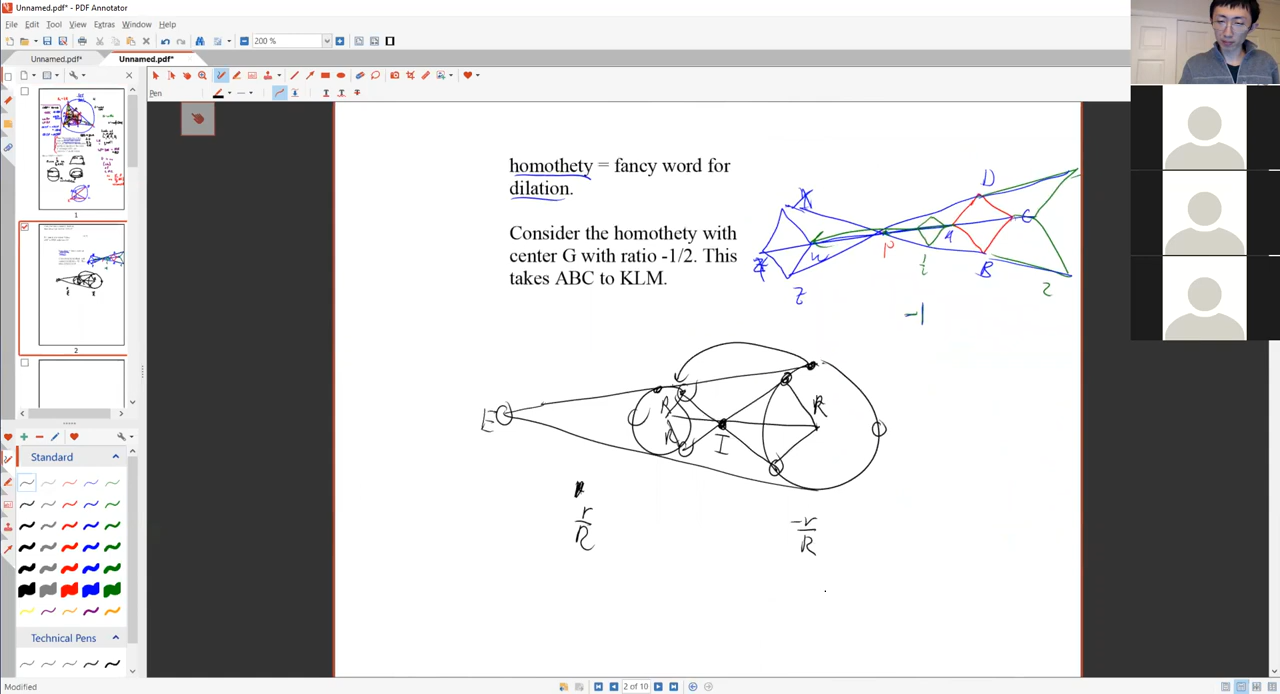 Unnamed.pdf* - PDF Annotator
File Edit Tool View Extras Window Help
200 %
Unnamed.pdf*
Unnamed.pdf*
Pen
1
2
Standard
Technical Pens
homothety = fancy word for
dilation.
Consider the homothety with
center G with ratio -1/2. This
takes ABC to KLM.
X
D
P
A
C
B
W
Z
2
-1
E
I
R
r/R
-r/R
2 of 10
Modified